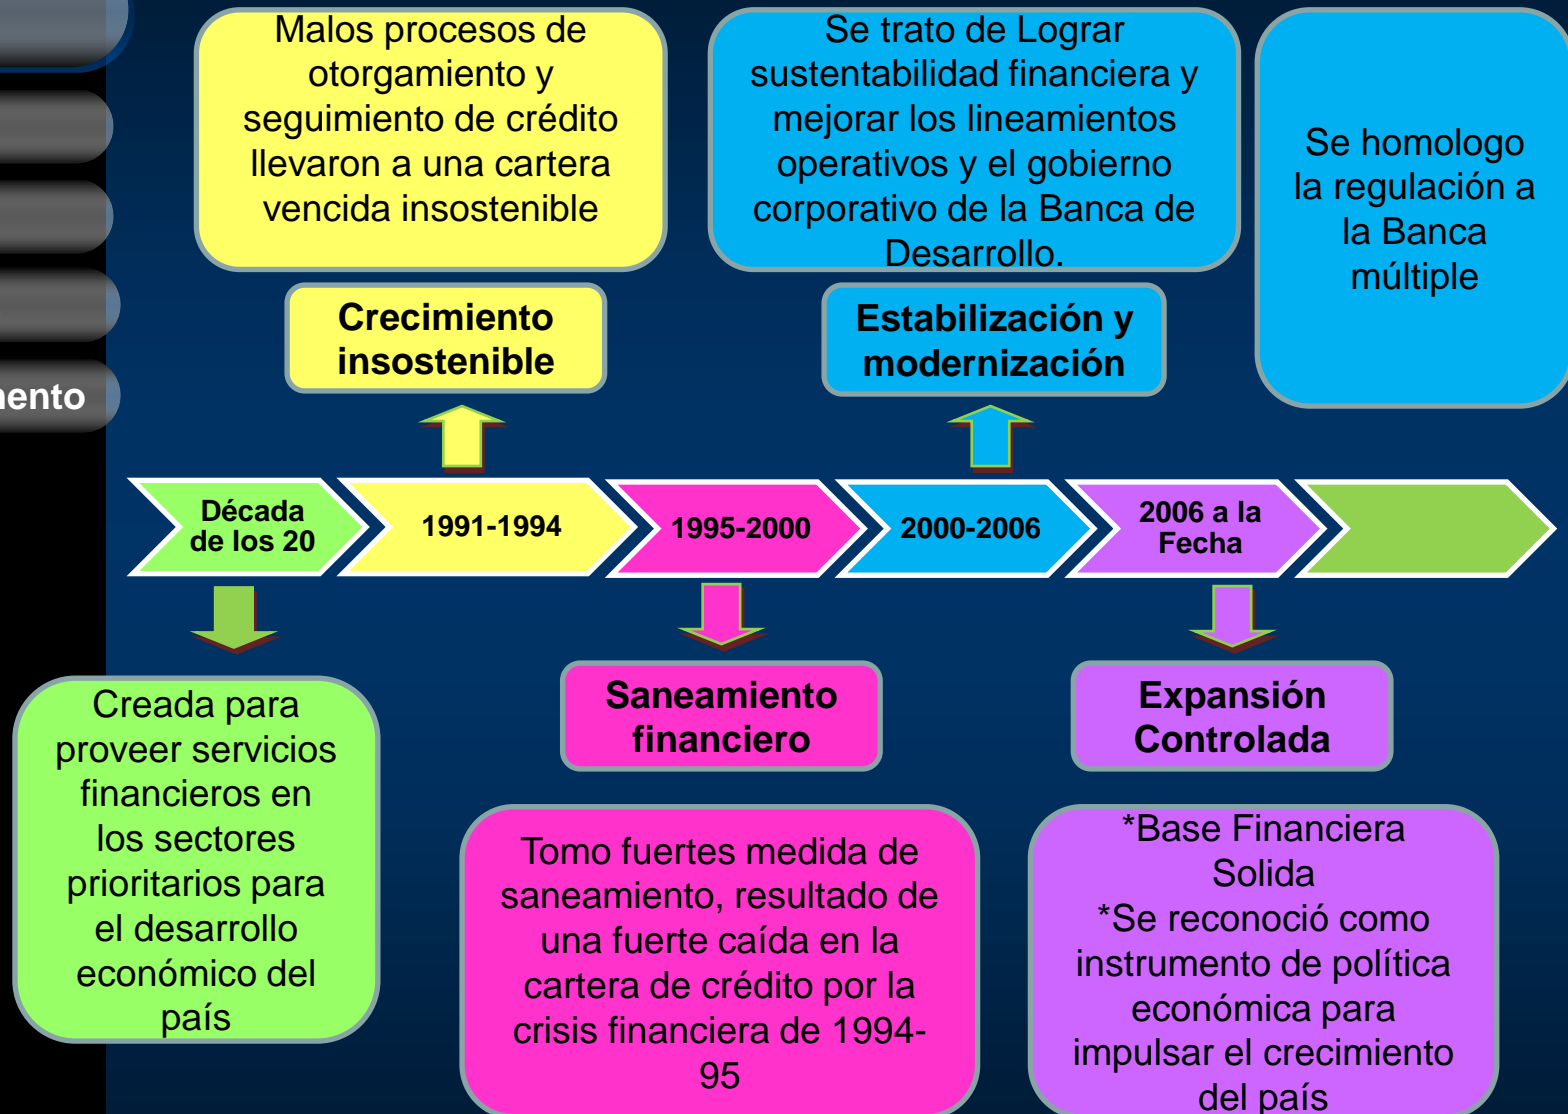 Malos procesos de
otorgamiento y
seguimiento de crédito
llevaron a una cartera
vencida insostenible
Se trato de Lograr
sustentabilidad financiera y
mejorar los lineamientos
operativos y el gobierno
corporativo de la Banca de
Desarrollo.
Se homologo
la regulación a
la Banca
múltiple
Crecimiento
insostenible
Estabilización y
modernización
Década
de los 20
1991-1994
1995-2000
2000-2006
2006 a la
Fecha
Creada para
proveer servicios
financieros en
los sectores
prioritarios para
el desarrollo
económico del
país
Saneamiento
financiero
Tomo fuertes medida de
saneamiento, resultado de
una fuerte caída en la
cartera de crédito por la
crisis financiera de 1994-
95
Expansión
Controlada
*Base Financiera
Solida
*Se reconoció como
instrumento de política
económica para
impulsar el crecimiento
del país